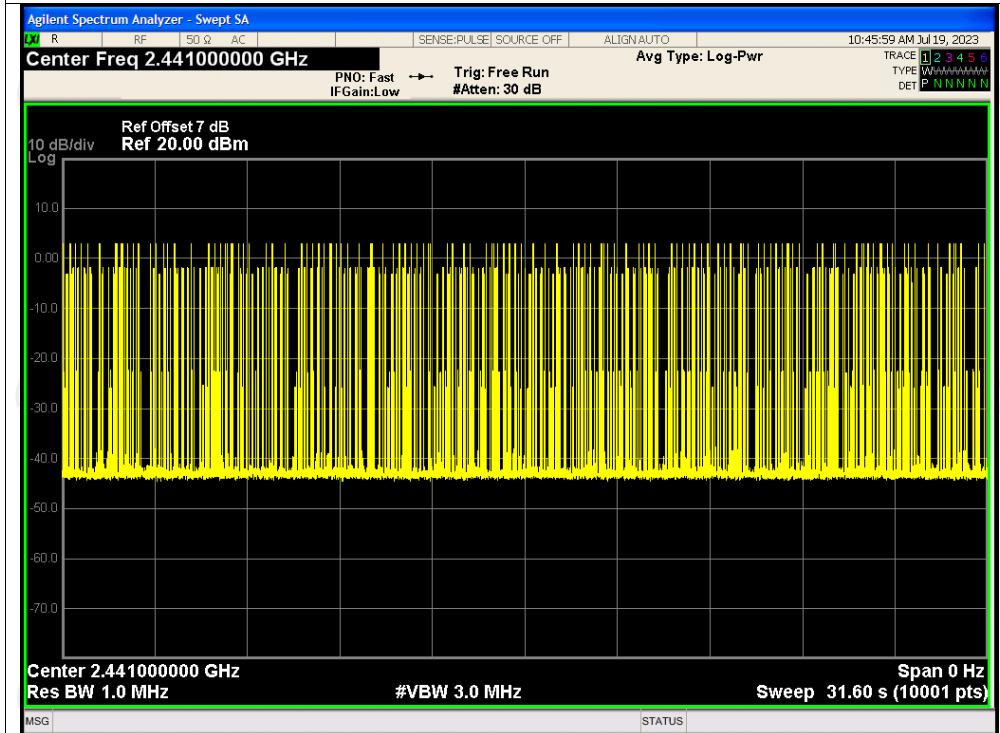 Agilent Spectrum Analyzer - Swept SA
LXI R RF 50 Ω AC SENSE:PULSE SOURCE OFF ALIGN AUTO 10:45:59 AM Jul 19, 2023
Center Freq 2.441000000 GHz Avg Type: Log-Pwr TRACE 1 2 3 4 5 6
PNO: Fast Trig: Free Run TYPE WWWWWW
IFGain:Low #Atten: 30 dB DET P N N N N N
Ref Offset 7 dB
10 dB/div Ref 20.00 dBm
Log
10.0
0.00
-10.0
-20.0
-30.0
-40.0
-50.0
-60.0
-70.0
Center 2.441000000 GHz Span 0 Hz
Res BW 1.0 MHz #VBW 3.0 MHz Sweep 31.60 s (10001 pts)
MSG STATUS